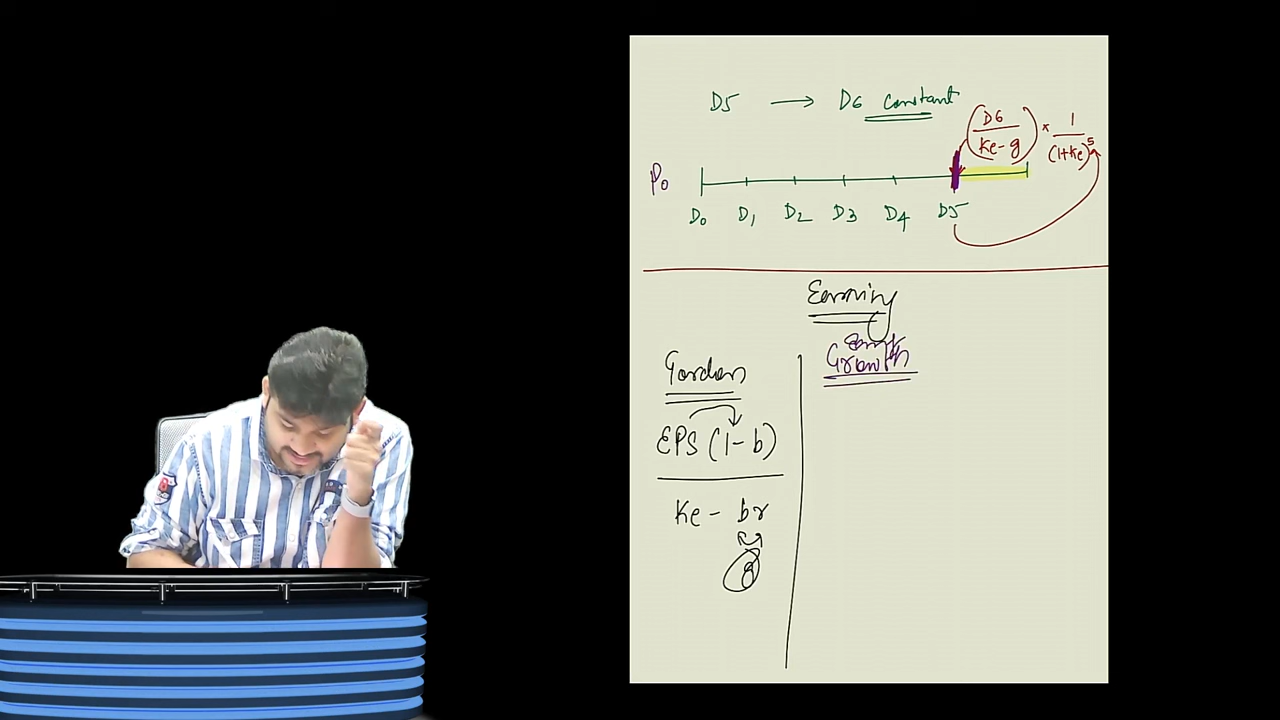 D5 → D6 constant
(D6 / Ke-g) × 1 / (1+Ke)^5
P0
D0 D1 D2 D3 D4 D5
Earning
Growth
Gordon
EPS (1-b)
Ke - br
g